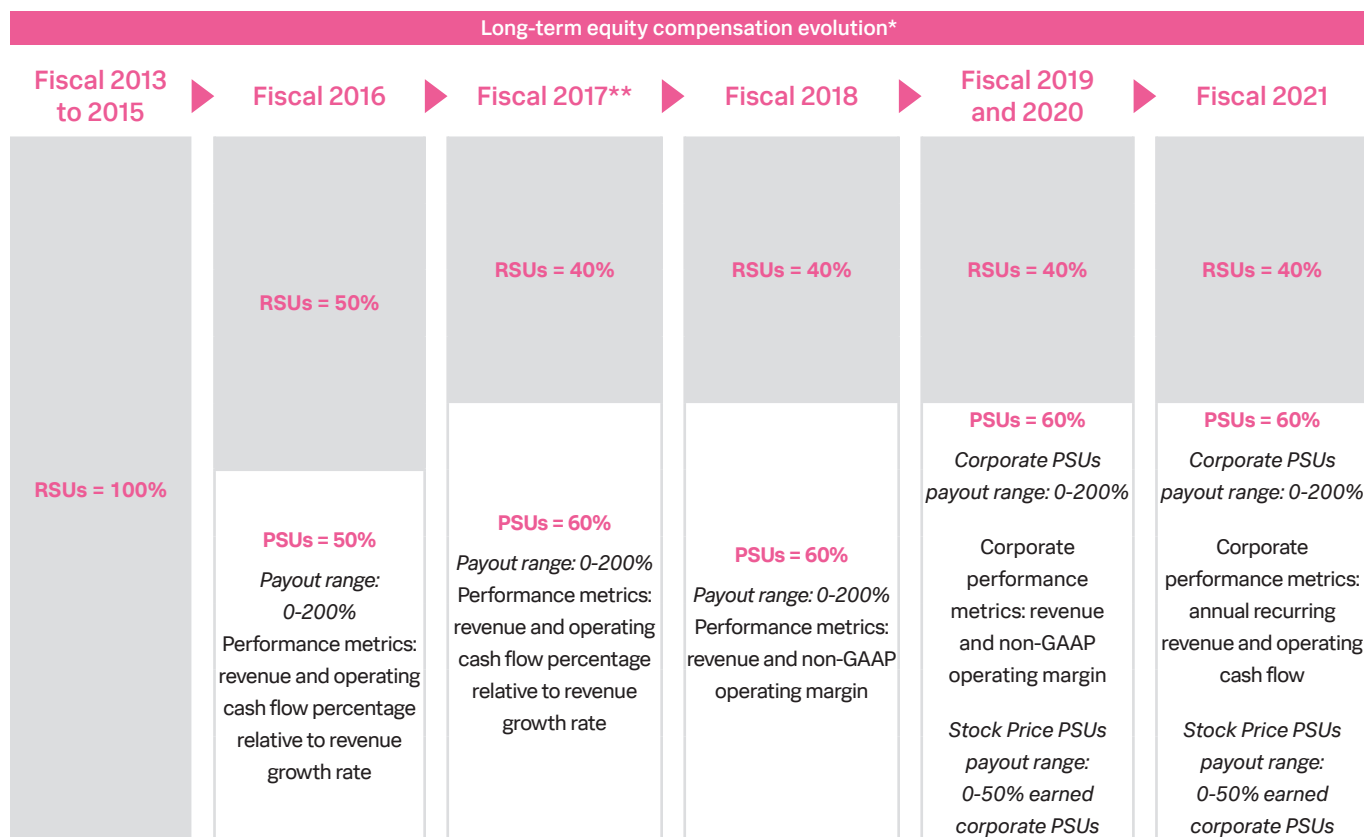 Long-term equity compensation evolution*
Fiscal 2013
to 2015
Fiscal 2016
Fiscal 2017**
Fiscal 2018
Fiscal 2019
and 2020
Fiscal 2021
RSUs = 100%
RSUs = 50%
PSUs = 50%
Payout range:
0-200%
Performance metrics:
revenue and operating
cash flow percentage
relative to revenue
growth rate
RSUs = 40%
PSUs = 60%
Payout range: 0-200%
Performance metrics:
revenue and operating
cash flow percentage
relative to revenue
growth rate
RSUs = 40%
PSUs = 60%
Payout range: 0-200%
Performance metrics:
revenue and non-GAAP
operating margin
RSUs = 40%
PSUs = 60%
Corporate PSUs
payout range: 0-200%
Corporate
performance
metrics: revenue
and non-GAAP
operating margin
Stock Price PSUs
payout range:
0-50% earned
corporate PSUs
RSUs = 40%
PSUs = 60%
Corporate PSUs
payout range: 0-200%
Corporate
performance metrics:
annual recurring
revenue and operating
cash flow
Stock Price PSUs
payout range:
0-50% earned
corporate PSUs